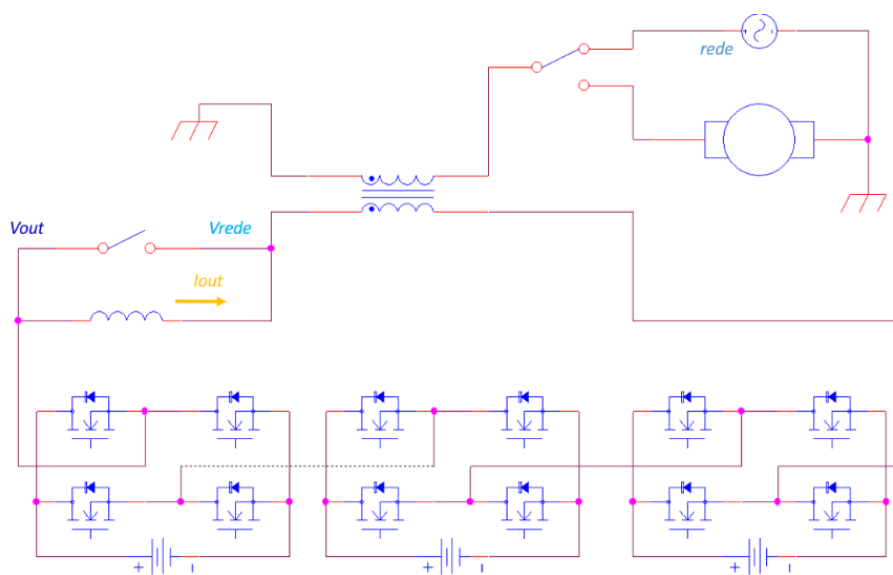 rede
Vout
Vrede
Iout
+ ı
+ ı
+ ı